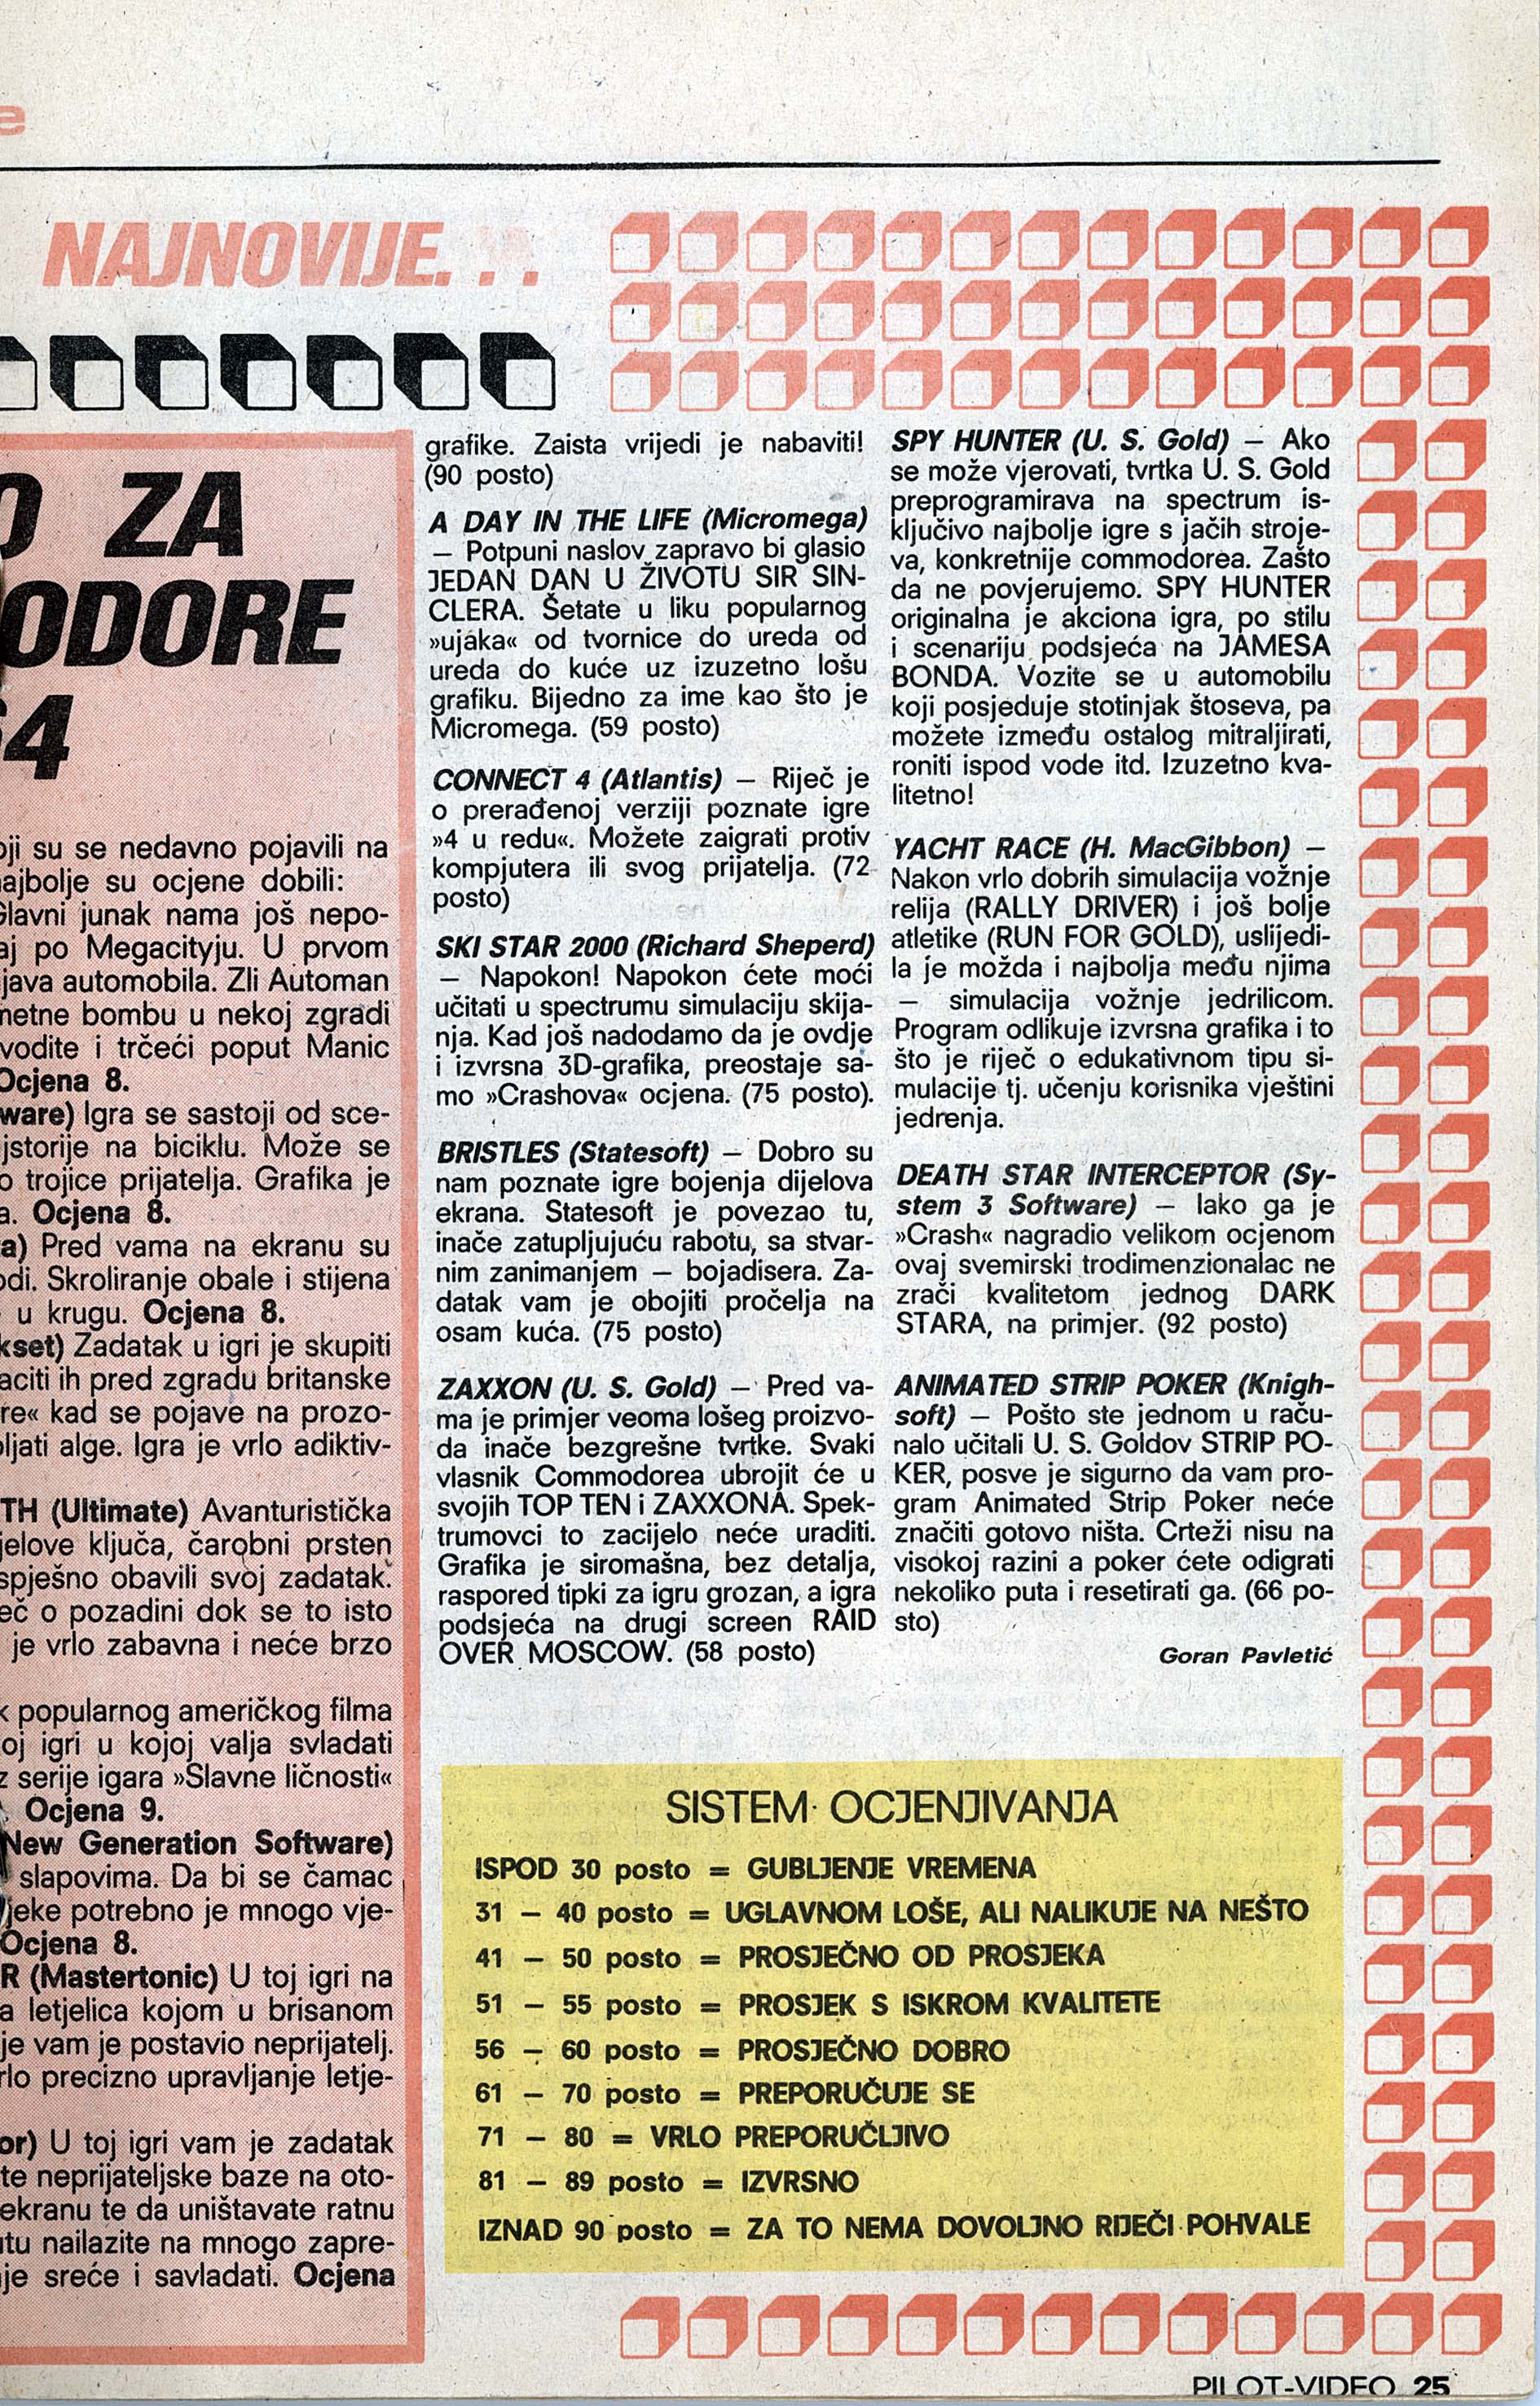 NAJNOVIJE. . .
ZA
ODORE
4
oji su se nedavno pojavili na
najbolje su ocjene dobili:
Glavni junak nama još nepo-
aj po Megacityju. U prvom
java automobila. Zli Automan
metne bombu u nekoj zgradi
vodite i trčeći poput Manic
Ocjena 8.
ware) Igra se sastoji od sce-
jstorije na biciklu. Može se
o trojice prijatelja. Grafika je
a. Ocjena 8.
a) Pred vama na ekranu su
odi. Skroliranje obale i stijena
u krugu. Ocjena 8.
kset) Zadatak u igri je skupiti
aciti ih pred zgradu britanske
re« kad se pojave na prozo-
ljati alge. Igra je vrlo adiktiv-
TH (Ultimate) Avanturistička
jelove ključa, čarobni prsten
spješno obavili svoj zadatak.
eč o pozadini dok se to isto
je vrlo zabavna i neće brzo
k popularnog američkog filma
oj igri u kojoj valja svladati
z serije igara »Slavne ličnosti«
Ocjena 9.
New Generation Software)
slapovima. Da bi se čamac
jeke potrebno je mnogo vje-
Ocjena 8.
R (Mastertonic) U toj igri na
a letjelica kojom u brisanom
je vam je postavio neprijatelj.
rlo precizno upravljanje letje-
or) U toj igri vam je zadatak
te neprijateljske baze na oto-
ekranu te da uništavate ratnu
utu nailazite na mnogo zapre-
je sreće i savladati. Ocjena
grafike. Zaista vrijedi je nabaviti!
(90 posto)
A DAY IN THE LIFE (Micromega)
— Potpuni naslov zapravo bi glasio
JEDAN DAN U ŽIVOTU SIR SIN-
CLERA. Šetate u liku popularnog
»ujaka« od tvornice do ureda od
ureda do kuće uz izuzetno lošu
grafiku. Bijedno za ime kao što je
Micromega. (59 posto)
CONNECT 4 (Atlantis) — Riječ je
o prerađenoj verziji poznate igre
»4 u redu«. Možete zaigrati protiv
kompjutera ili svog prijatelja. (72
posto)
SKI STAR 2000 (Richard Sheperd)
— Napokon! Napokon ćete moći
učitati u spectrumu simulaciju skija-
nja. Kad još nadodamo da je ovdje
i izvrsna 3D-grafika, preostaje sa-
mo »Crashova« ocjena. (75 posto).
BRISTLES (Statesoft) — Dobro su
nam poznate igre bojenja dijelova
ekrana. Statesoft je povezao tu,
inače zatupljujuću rabotu, sa stvar-
nim zanimanjem — bojadisera. Za-
datak vam je obojiti pročelja na
osam kuća. (75 posto)
ZAXXON (U. S. Gold) — Pred va-
ma je primjer veoma lošeg proizvo-
da inače bezgrešne tvrtke. Svaki
vlasnik Commodorea ubrojit će u
svojih TOP TEN i ZAXXONA. Spek-
trumovci to zacijelo neće uraditi.
Grafika je siromašna, bez detalja,
raspored tipki za igru grozan, a igra
podsjeća na drugi screen RAID
OVER MOSCOW. (58 posto)
SPY HUNTER (U. S. Gold) — Ako
se može vjerovati, tvrtka U. S. Gold
preprogramirava na spectrum is-
ključivo najbolje igre s jačih stroje-
va, konkretnije commodorea. Zašto
da ne povjerujemo. SPY HUNTER
originalna je akciona igra, po stilu
i scenariju podsjeća na JAMESA
BONDA. Vozite se u automobilu
koji posjeduje stotinjak štoseva, pa
možete između ostalog mitraljirati,
roniti ispod vode itd. Izuzetno kva-
litetno!
YACHT RACE (H. MacGibbon) —
Nakon vrlo dobrih simulacija vožnje
relija (RALLY DRIVER) i još bolje
atletike (RUN FOR GOLD), uslijedi-
la je možda i najbolja među njima
— simulacija vožnje jedrilicom.
Program odlikuje izvrsna grafika i to
što je riječ o edukativnom tipu si-
mulacije tj. učenju korisnika vještini
jedrenja.
DEATH STAR INTERCEPTOR (Sy-
stem 3 Software) — Iako ga je
»Crash« nagradio velikom ocjenom
ovaj svemirski trodimenzionalac ne
zrači kvalitetom jednog DARK
STARA, na primjer. (92 posto)
ANIMATED STRIP POKER (Knigh-
soft) — Pošto ste jednom u raču-
nalo učitali U. S. Goldov STRIP PO-
KER, posve je sigurno da vam pro-
gram Animated Strip Poker neće
značiti gotovo ništa. Crteži nisu na
visokoj razini a poker ćete odigrati
nekoliko puta i resetirati ga. (66 po-
sto)
Goran Pavletić
SISTEM OCJENJIVANJA
ISPOD 30 posto = GUBLJENJE VREMENA
31 — 40 posto = UGLAVNOM LOŠE, ALI NALIKUJE NA NEŠTO
41 — 50 posto = PROSJEČNO OD PROSJEKA
51 — 55 posto = PROSJEK S ISKROM KVALITETE
56 — 60 posto = PROSJEČNO DOBRO
61 — 70 posto = PREPORUČUJE SE
71 — 80 = VRLO PREPORUČLJIVO
81 — 89 posto = IZVRSNO
IZNAD 90 posto = ZA TO NEMA DOVOLJNO RIJEČI POHVALE
PILOT-VIDEO 25